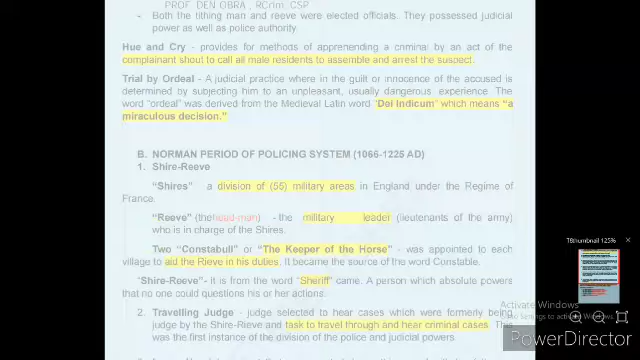 PROF. DEN OBRA, RCrim, CSP
- Both the tithing man and reeve were elected officials. They possessed judicial
power as well as police authority.
Hue and Cry - provides for methods of apprehending a criminal by an act of the
complainant shout to call all male residents to assemble and arrest the suspect.
Trial by Ordeal - A judicial practice where in the guilt or innocence of the accused is
determined by subjecting him to an unpleasant, usually dangerous experience. The
word "ordeal" was derived from the Medieval Latin word "Dei Indicum" which means "a
miraculous decision."
B. NORMAN PERIOD OF POLICING SYSTEM (1066-1225 AD)
1. Shire-Reeve
"Shires" a division of (55) military areas in England under the Regime of
France.
"Reeve" (the head-man) - the military leader (lieutenants of the army)
who is in charge of the Shires.
Two "Constabull" or "The Keeper of the Horse" - was appointed to each
village to aid the Rieve in his duties. It became the source of the word Constable.
"Shire-Reeve"- It is from the word "Sheriff" came. A person which absolute powers
that no one could questions his or her actions.
2. Travelling Judge - judge selected to hear cases which were formerly being
judge by the Shire-Reeve and task to travel through and hear criminal cases. This
was the first instance of the division of the police and judicial powers.
T8thumbnail 125%
Activate Windows
Go to Settings to activate Windows.
PowerDirector